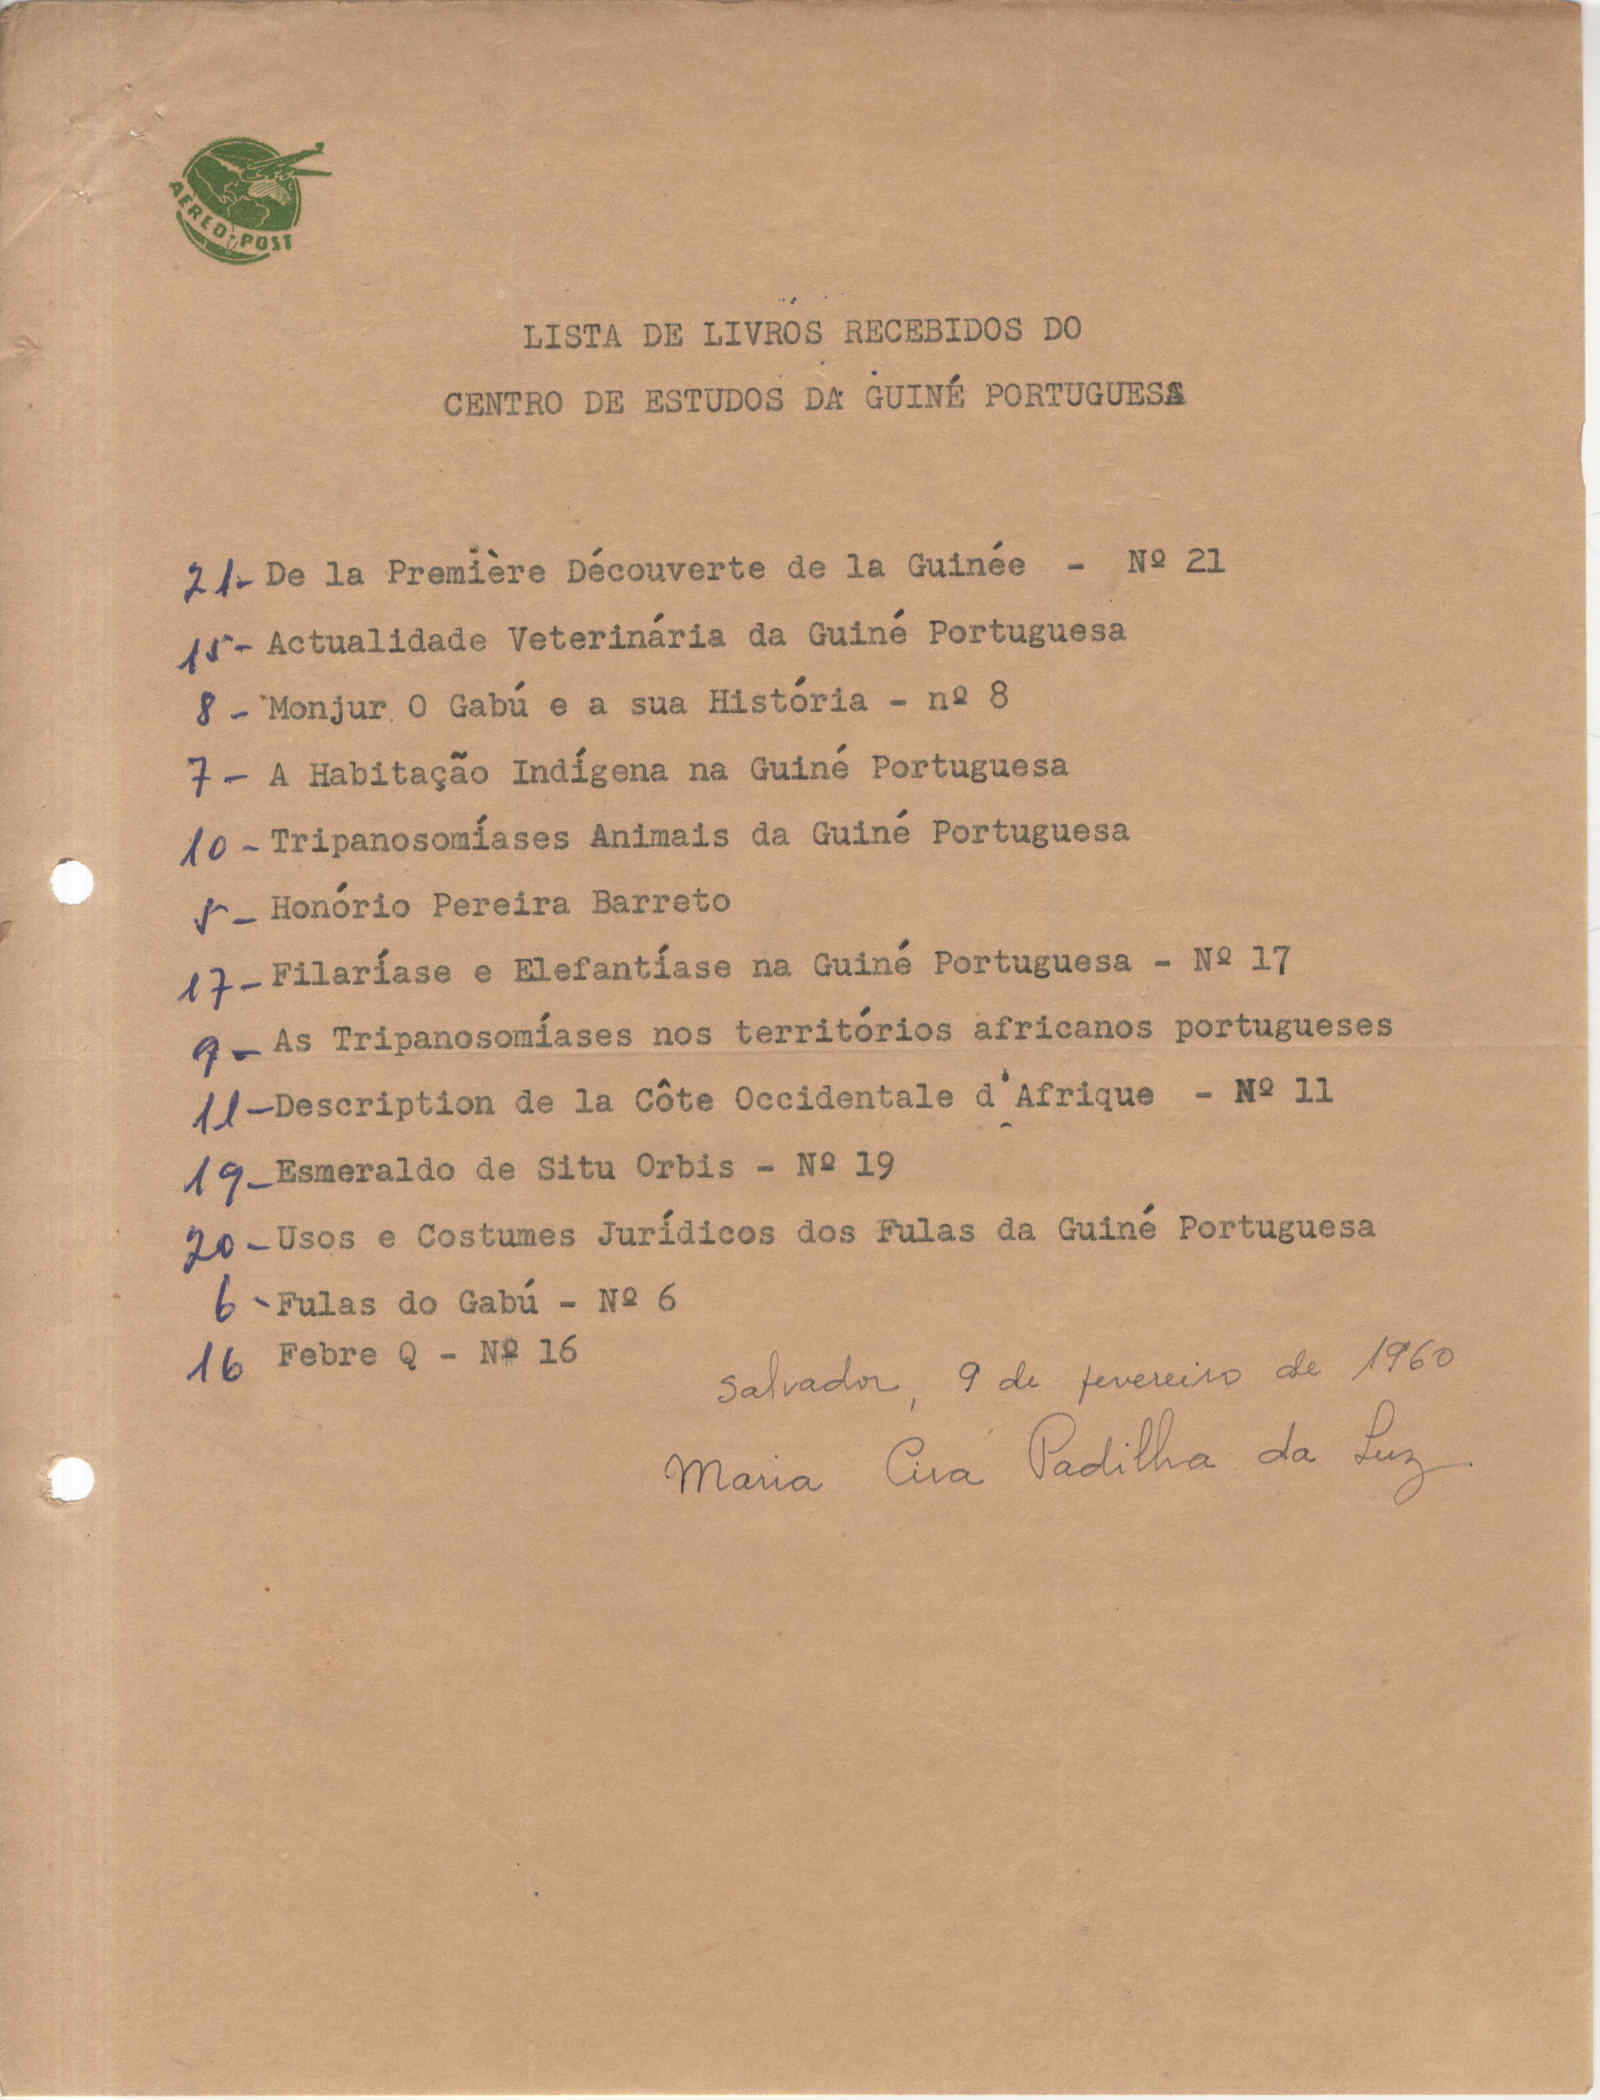 AEREO-POST
LISTA DE LIVROS RECEBIDOS DO
CENTRO DE ESTUDOS DA GUINÉ PORTUGUESA
21- De la Première Découverte de la Guinée - Nº 21
15- Actualidade Veterinária da Guiné Portuguesa
8 - Monjur O Gabú e a sua História - nº 8
7 - A Habitação Indígena na Guiné Portuguesa
10 - Tripanosomíases Animais da Guiné Portuguesa
5 - Honório Pereira Barreto
17 - Filaríase e Elefantíase na Guiné Portuguesa - Nº 17
9 - As Tripanosomíases nos territórios africanos portugueses
11 - Description de la Côte Occidentale d'Afrique - Nº 11
19 - Esmeraldo de Situ Orbis - Nº 19
20 - Usos e Costumes Jurídicos dos Fulas da Guiné Portuguesa
6 - Fulas do Gabú - Nº 6
16 Febre Q - Nº 16
Salvador, 9 de fevereiro de 1960
Maria Civa Padilha da Luz